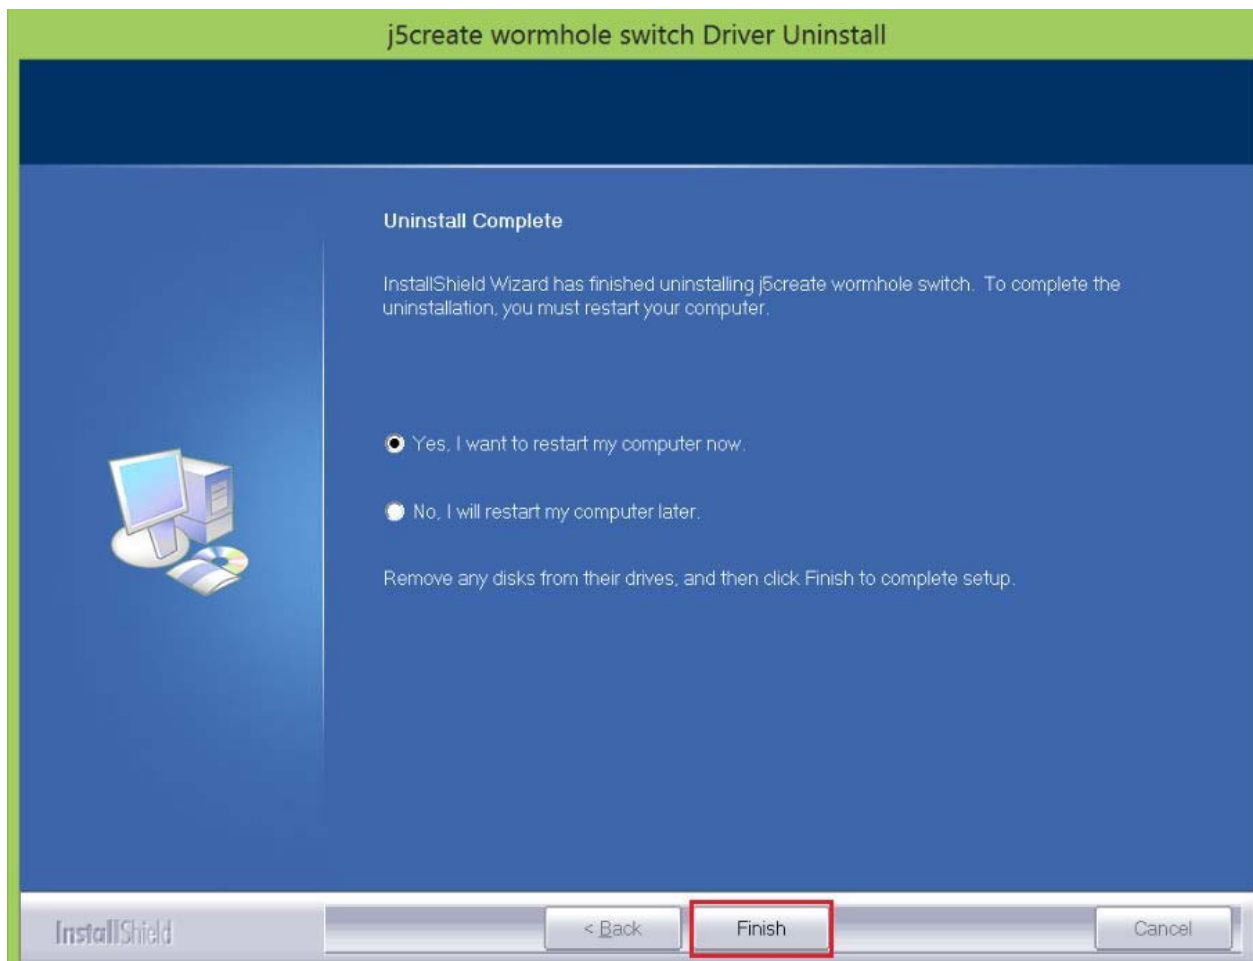 j5create wormhole switch Driver Uninstall
Uninstall Complete
InstallShield Wizard has finished uninstalling j5create wormhole switch. To complete the
uninstallation, you must restart your computer.
Yes, I want to restart my computer now.
No, I will restart my computer later.
Remove any disks from their drives, and then click Finish to complete setup.
InstallShield
< Back
Finish
Cancel